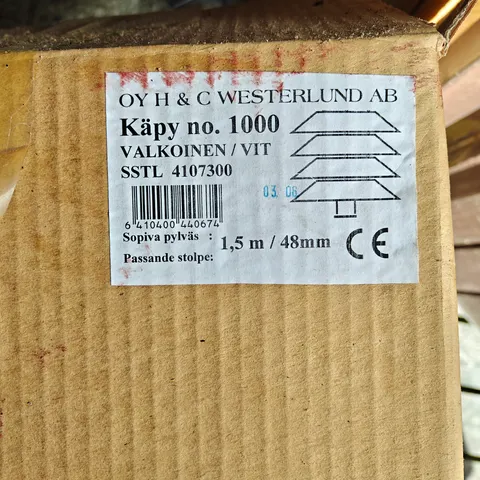 OY H & C WESTERLUND AB
Käpy no. 1000
VALKOINEN / VIT
SSTL 4107300
03. 06
6 410400 440674
Sopiva pylväs :
Passande stolpe:
1,5 m / 48mm
CE